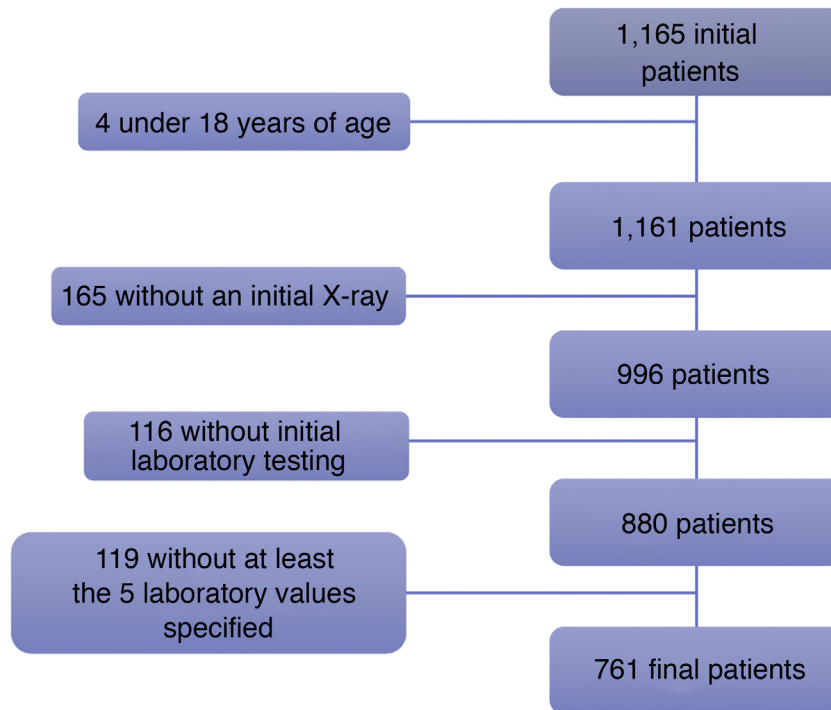 1,165 initial
patients
4 under 18 years of age
1,161 patients
165 without an initial X-ray
996 patients
116 without initial
laboratory testing
880 patients
119 without at least
the 5 laboratory values
specified
761 final patients